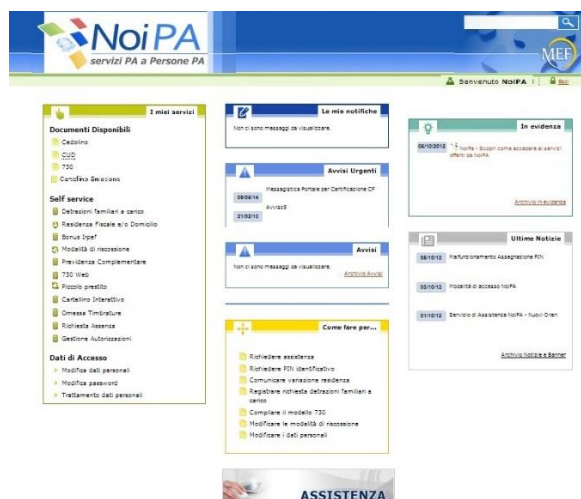 NoiPA
servizi PA a Persone PA
MEF
Benvenuto NoiPA
Esci
I miei servizi
Documenti Disponibili
Cedolino
CUD
730
Cartellino Emesso
Self service
Detrazioni familiari a carico
Residenza Fiscale e/o Domicilio
Bonus Irpef
Modalità di riscossione
Previdenza Complementare
730 Web
Piccolo prestito
Cartellino Interattivo
Omessa Timbratura
Richiesta Assenza
Gestione Autorizzazioni
Dati di Accesso
Modifica dati personali
Modifica password
Trattamento dati personali
Le mie notifiche
Non ci sono messaggi da visualizzare.
Avvisi Urgenti
Messaggistica Portale per Certificazione CF
Avviso5
Avvisi
Non ci sono messaggi da visualizzare.
Archivio Avvisi
Come fare per...
Richiedere assistenza
Richiedere PIN identificativo
Comunicare variazione residenza
Registrare richiesta detrazioni familiari a
carico
Compilare il modello 730
Modificare le modalità di riscossione
Modificare i dati personali
ASSISTENZA
In evidenza
NoiPa - Scopri come accedere ai servizi
offerti da NoiPA
Archivio In evidenza
Ultime Notizie
Malfunzionamento Assegnazione PIN
Modalità di accesso NoiPA
01/10/12 Servizio di Assistenza NoiPA - Nuovi Orari
Archivio Notizie e Banner